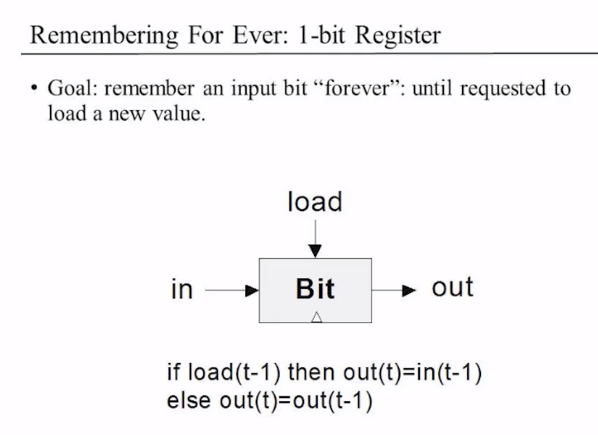 Remembering For Ever: 1-bit Register
• Goal: remember an input bit “forever”: until requested to
load a new value.
load
in
Bit
out
if load(t-1) then out(t)=in(t-1)
else out(t)=out(t-1)